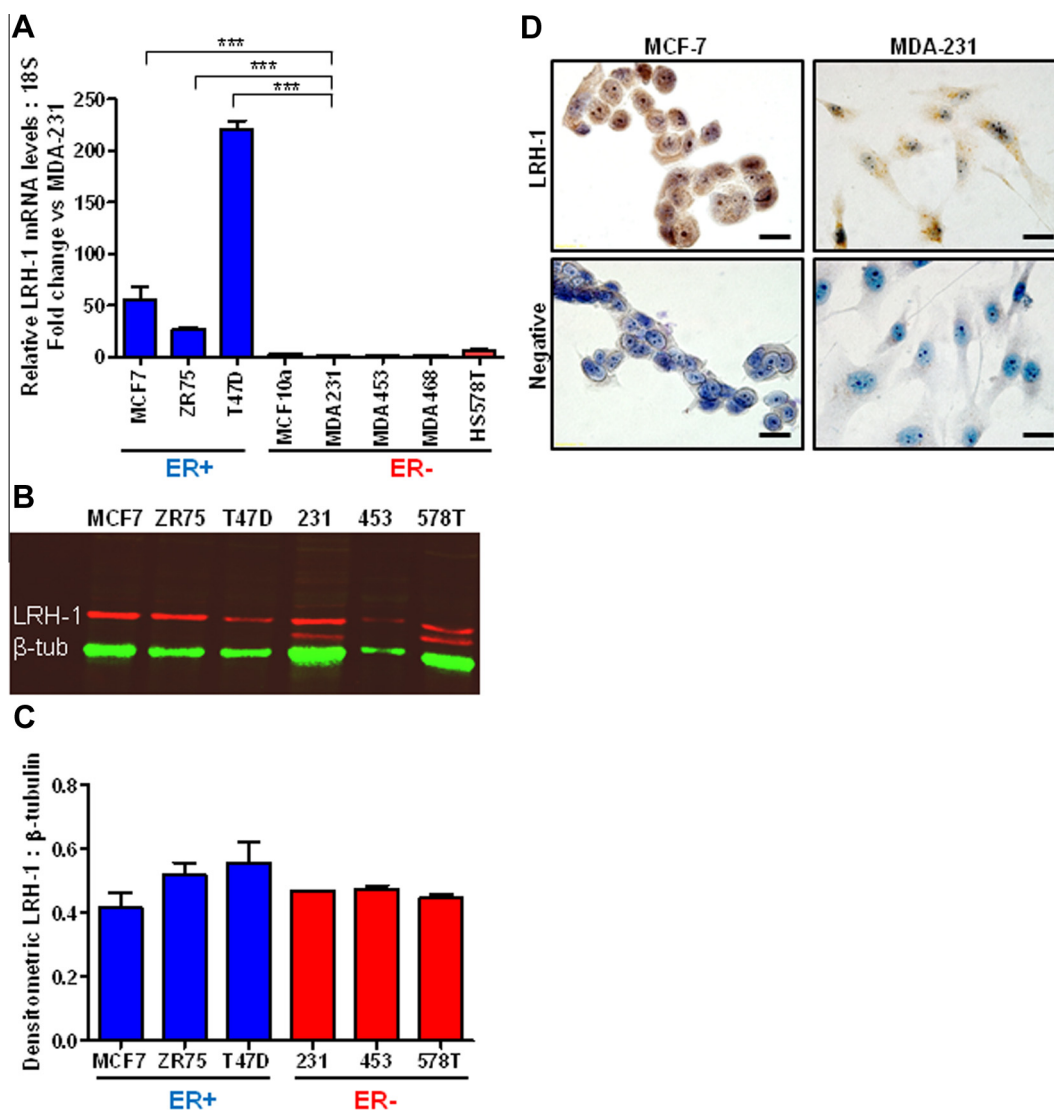 A
Relative LRH-1 mRNA levels : 18S
Fold change vs MDA-231
***
***
***
250
200
150
100
50
0
MCF7
ZR75
T47D
MCF10a
MDA231
MDA453
MDA468
HS578T
ER+
ER-
B
MCF7 ZR75 T47D 231 453 578T
LRH-1
β-tub
C
Densitometric LRH-1 : β-tubulin
0.8
0.6
0.4
0.2
0.0
MCF7 ZR75 T47D 231 453 578T
ER+
ER-
D
MCF-7 MDA-231
LRH-1
Negative